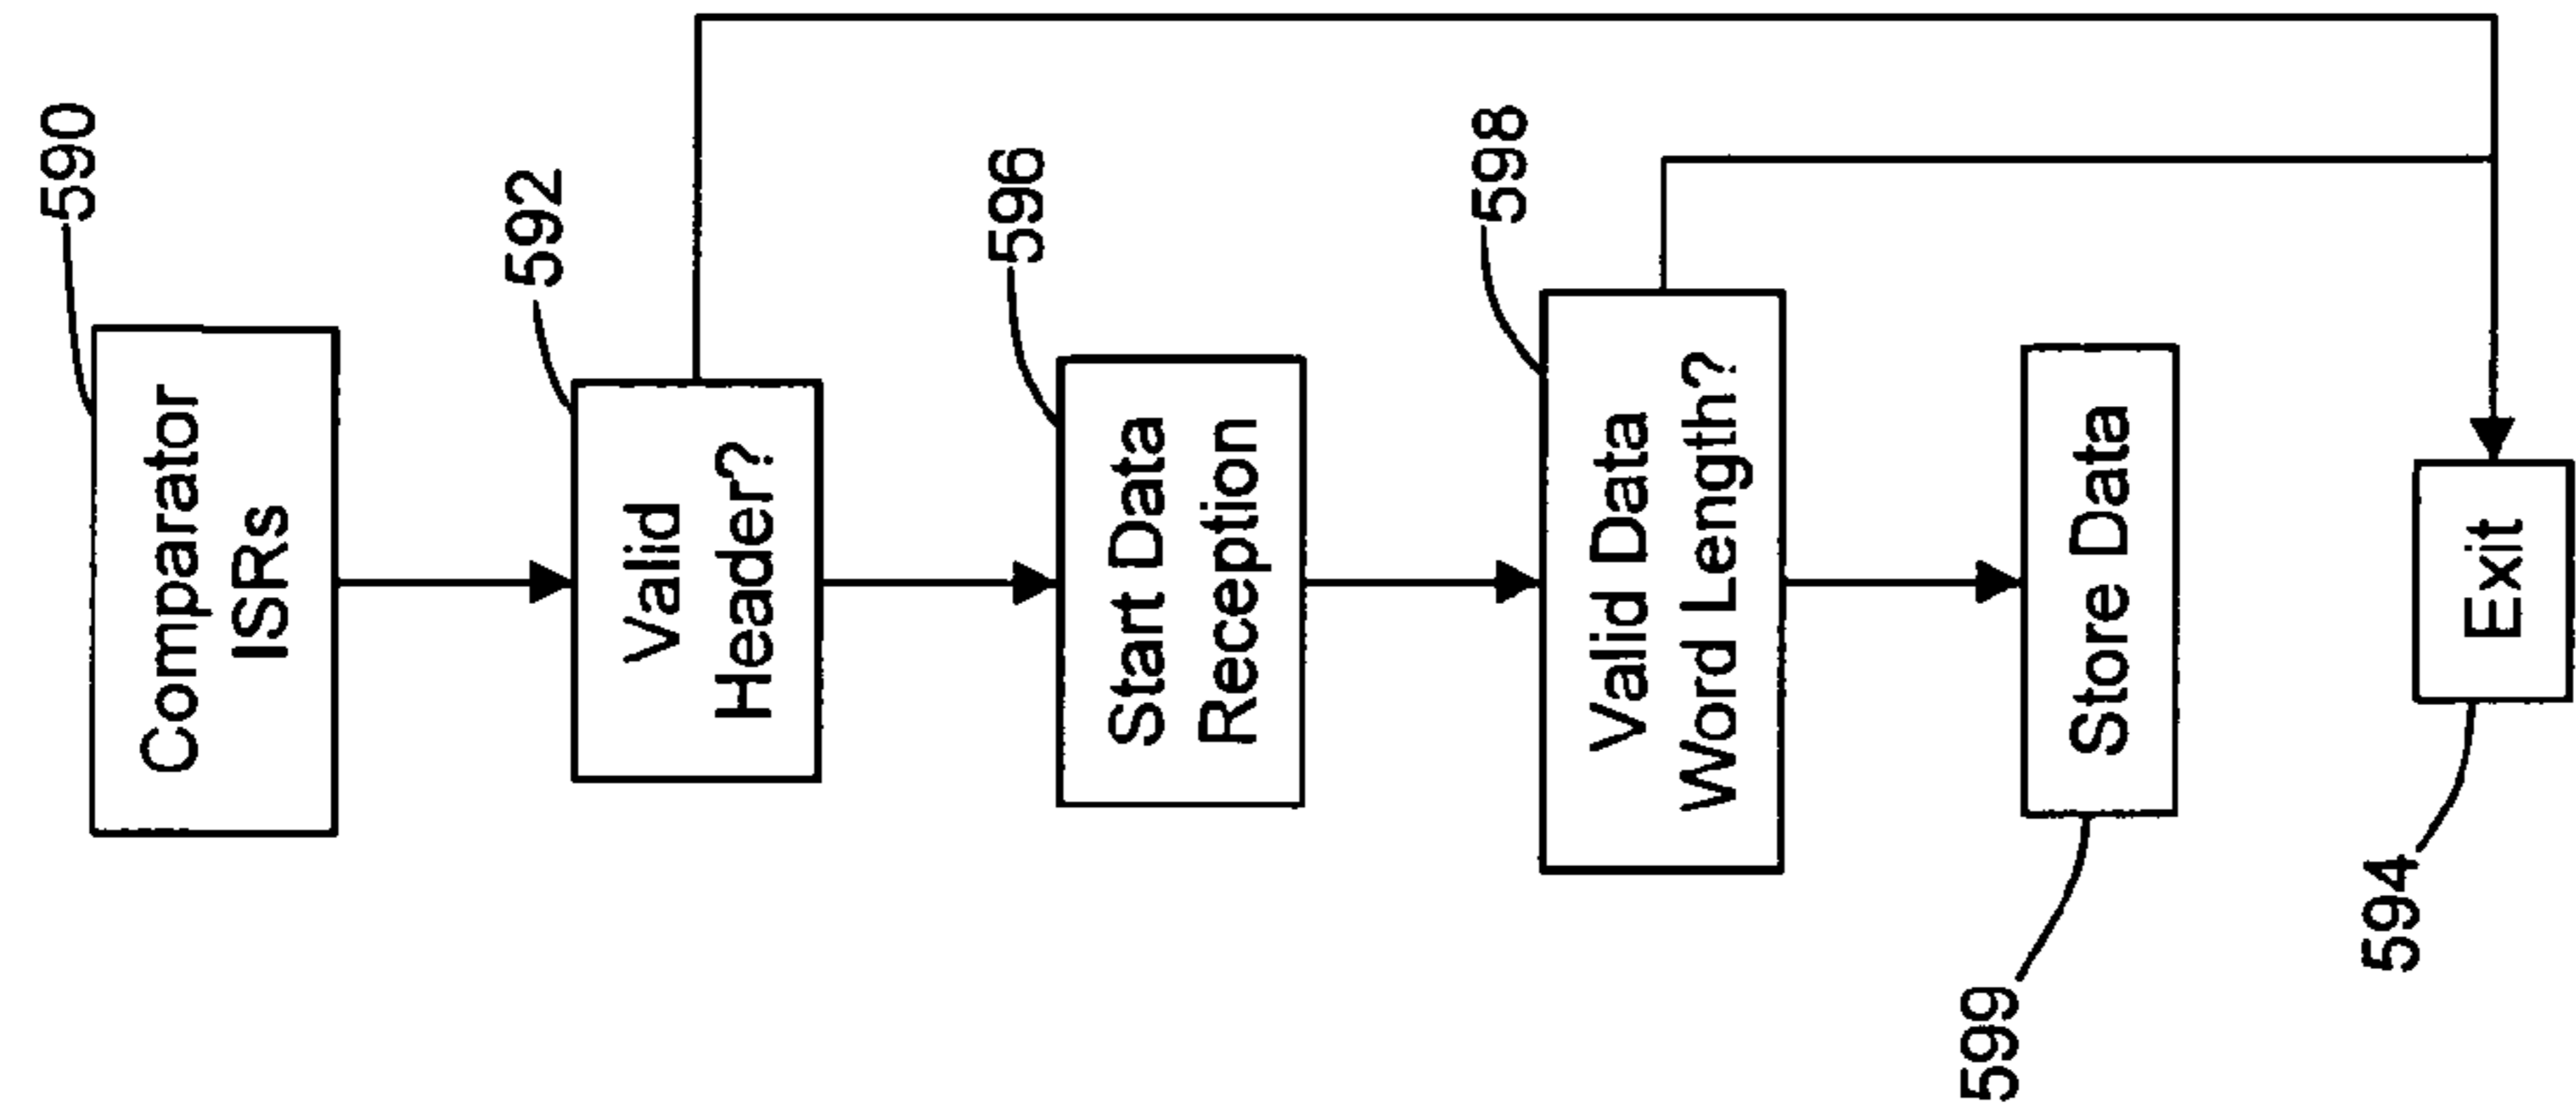 590
Comparator
ISRs
592
Valid
Header?
596
Start Data
Reception
598
Valid Data
Word Length?
599
Store Data
594
Exit